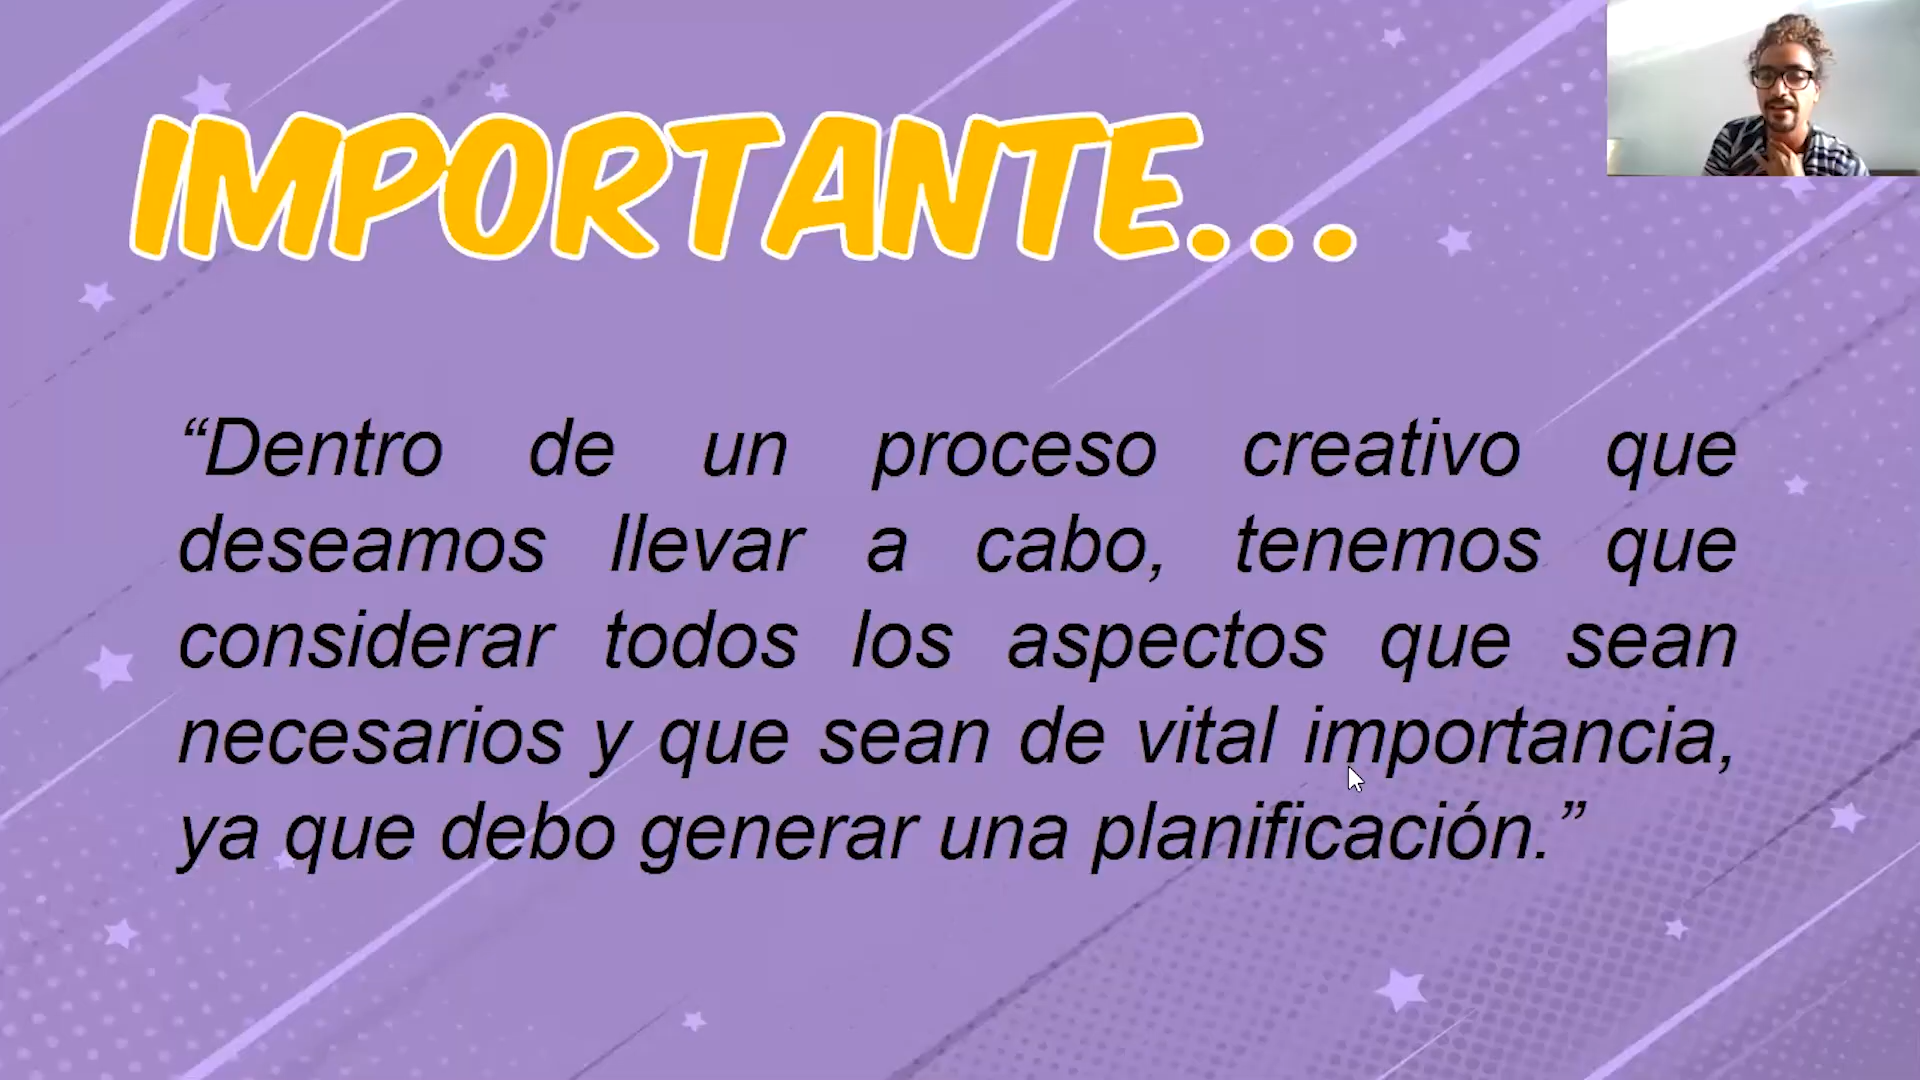 IMPORTANTE...
“Dentro de un proceso creativo que
deseamos llevar a cabo, tenemos que
considerar todos los aspectos que sean
necesarios y que sean de vital importancia,
ya que debo generar una planificación.”